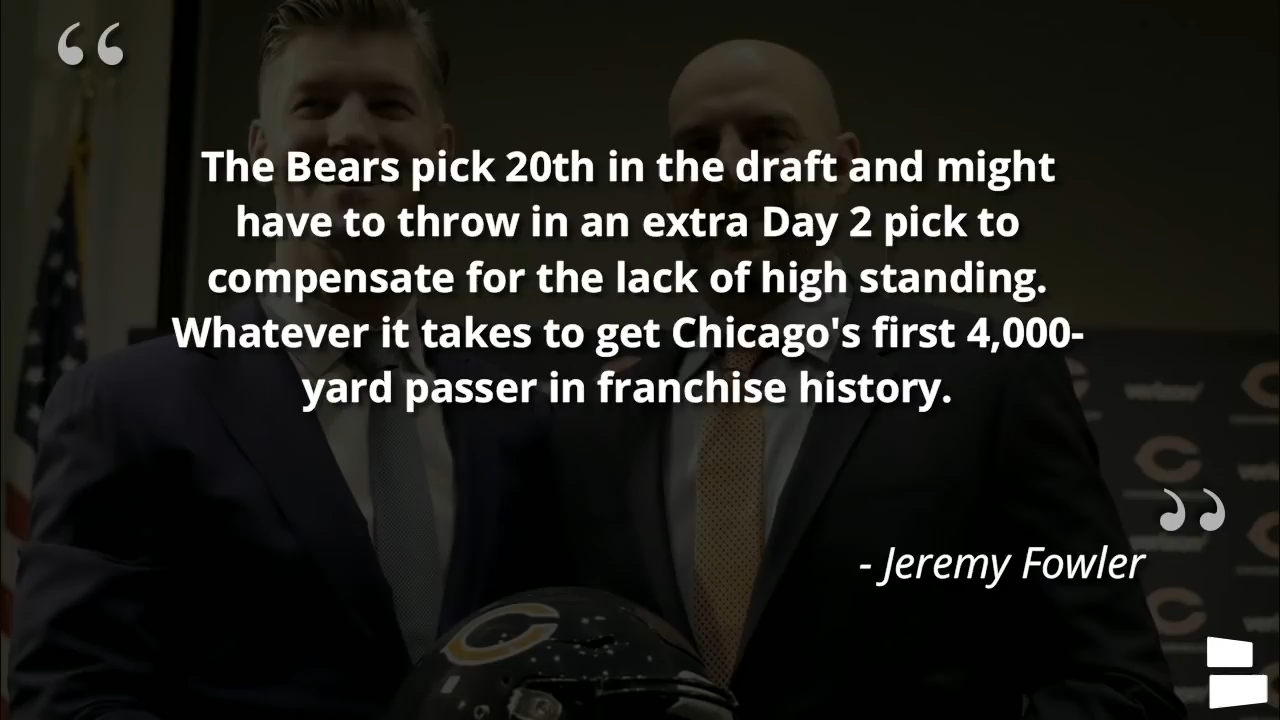 “
The Bears pick 20th in the draft and might
have to throw in an extra Day 2 pick to
compensate for the lack of high standing.
Whatever it takes to get Chicago's first 4,000-
yard passer in franchise history.
”
- Jeremy Fowler
verizon